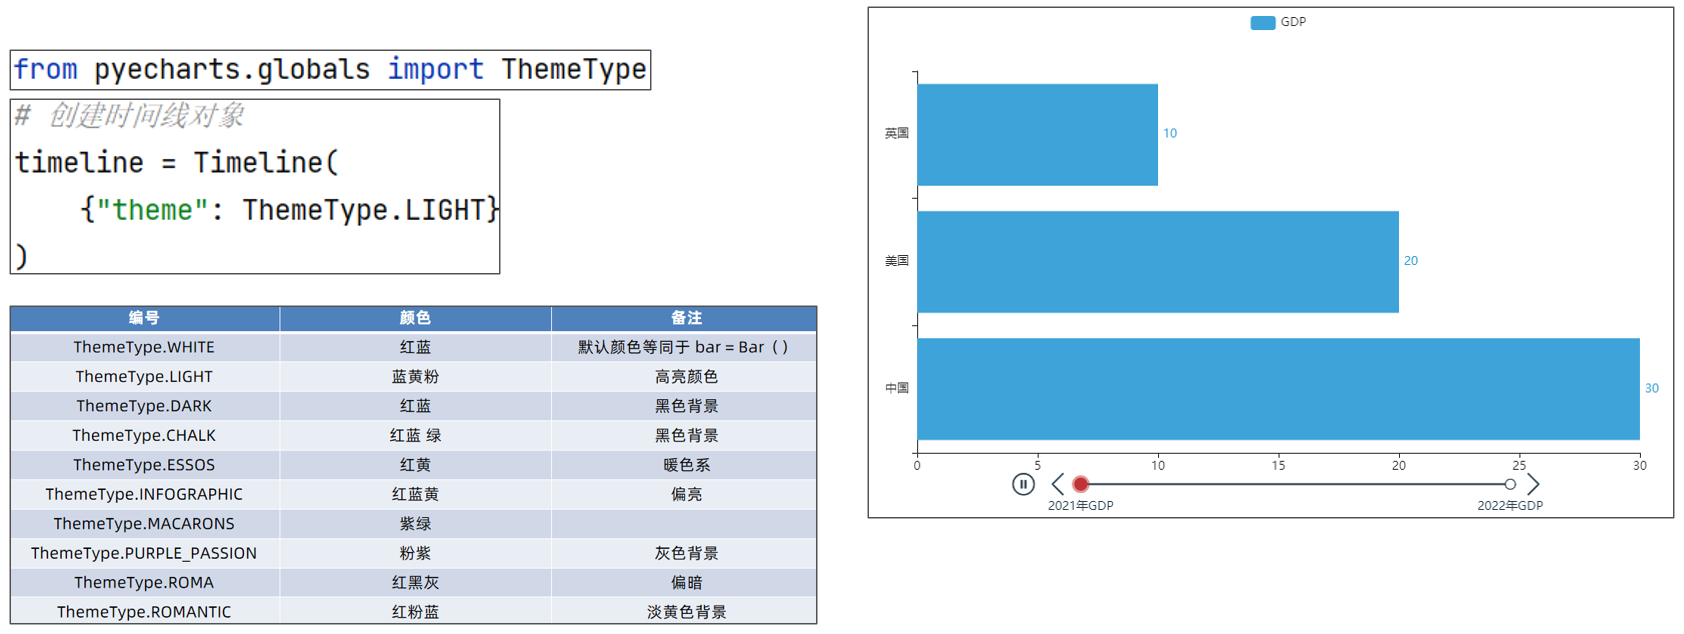 from pyecharts.globals import ThemeType
# 创建时间线对象
timeline = Timeline(
    {"theme": ThemeType.LIGHT}
)
编号 颜色 备注
ThemeType.WHITE 红蓝 默认颜色等同于 bar = Bar（）
ThemeType.LIGHT 蓝黄粉 高亮颜色
ThemeType.DARK 红蓝 黑色背景
ThemeType.CHALK 红蓝 绿 黑色背景
ThemeType.ESSOS 红黄 暖色系
ThemeType.INFOGRAPHIC 红蓝黄 偏亮
ThemeType.MACARONS 紫绿
ThemeType.PURPLE_PASSION 粉紫 灰色背景
ThemeType.ROMA 红黑灰 偏暗
ThemeType.ROMANTIC 红粉蓝 淡黄色背景
GDP
英国 10
美国 20
中国 30
0 5 10 15 20 25 30
2021年GDP 2022年GDP